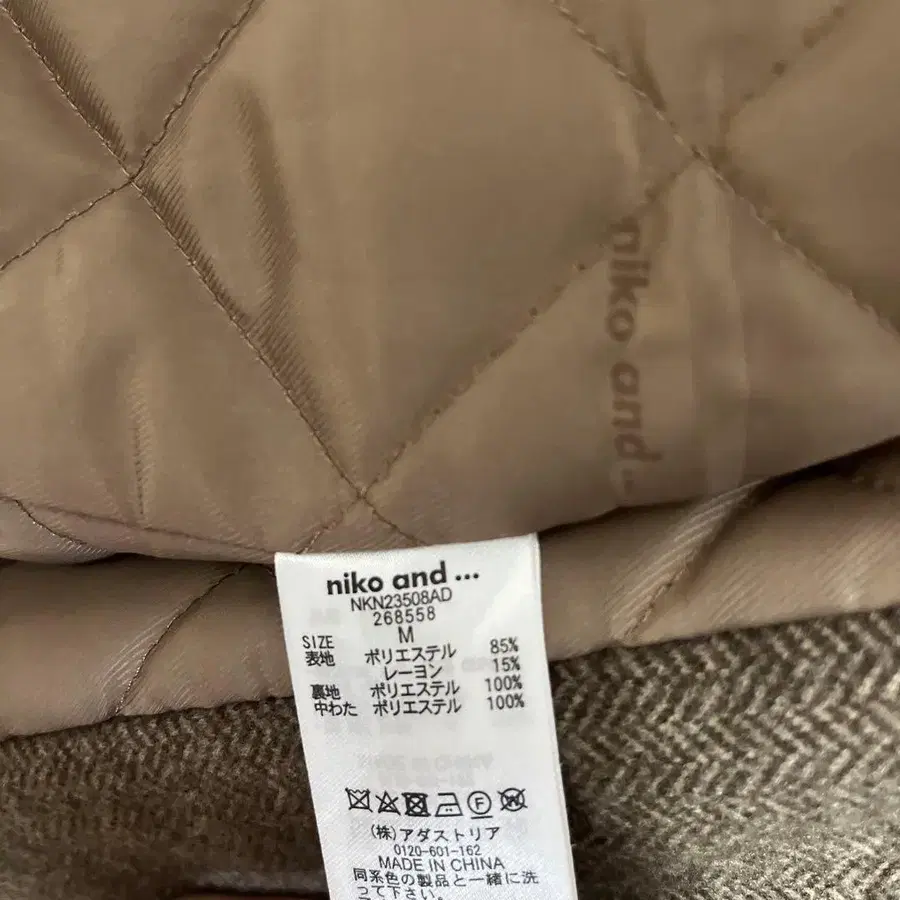 niko and ...
niko and ...
NKN23508AD
268558
SIZE M
表地 ポリエステル 85%
レーヨン 15%
裏地 ポリエステル 100%
中わた ポリエステル 100%
(株)アダストリア
0120-601-162
MADE IN CHINA
同系色の製品と一緒に洗
って下さい